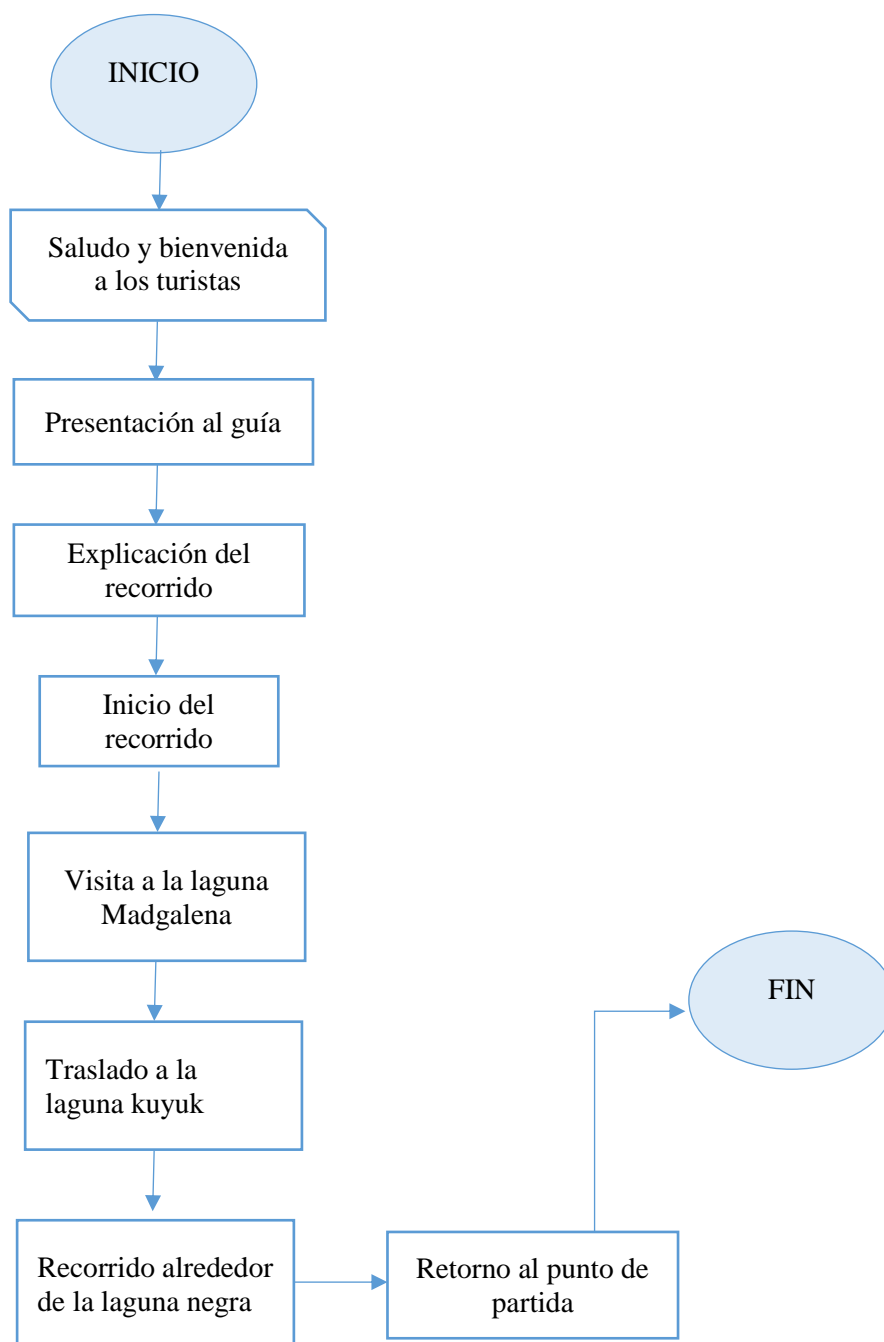 INICIO
Saludo y bienvenida
a los turistas
Presentación al guía
Explicación del
recorrido
Inicio del
recorrido
Visita a la laguna
Madgalena
Traslado a la
laguna kuyuk
Recorrido alrededor
de la laguna negra
Retorno al punto de
partida
FIN